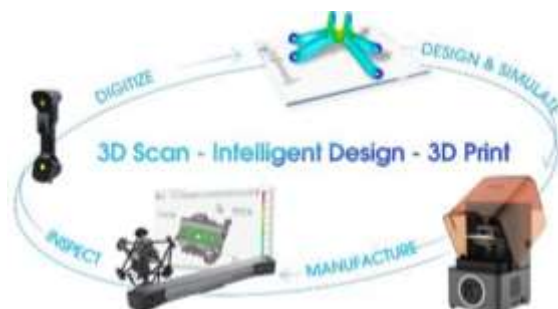 DIGITIZE
DESIGN & SIMULATE
3D Scan - Intelligent Design - 3D Print
INSPECT
MANUFACTURE